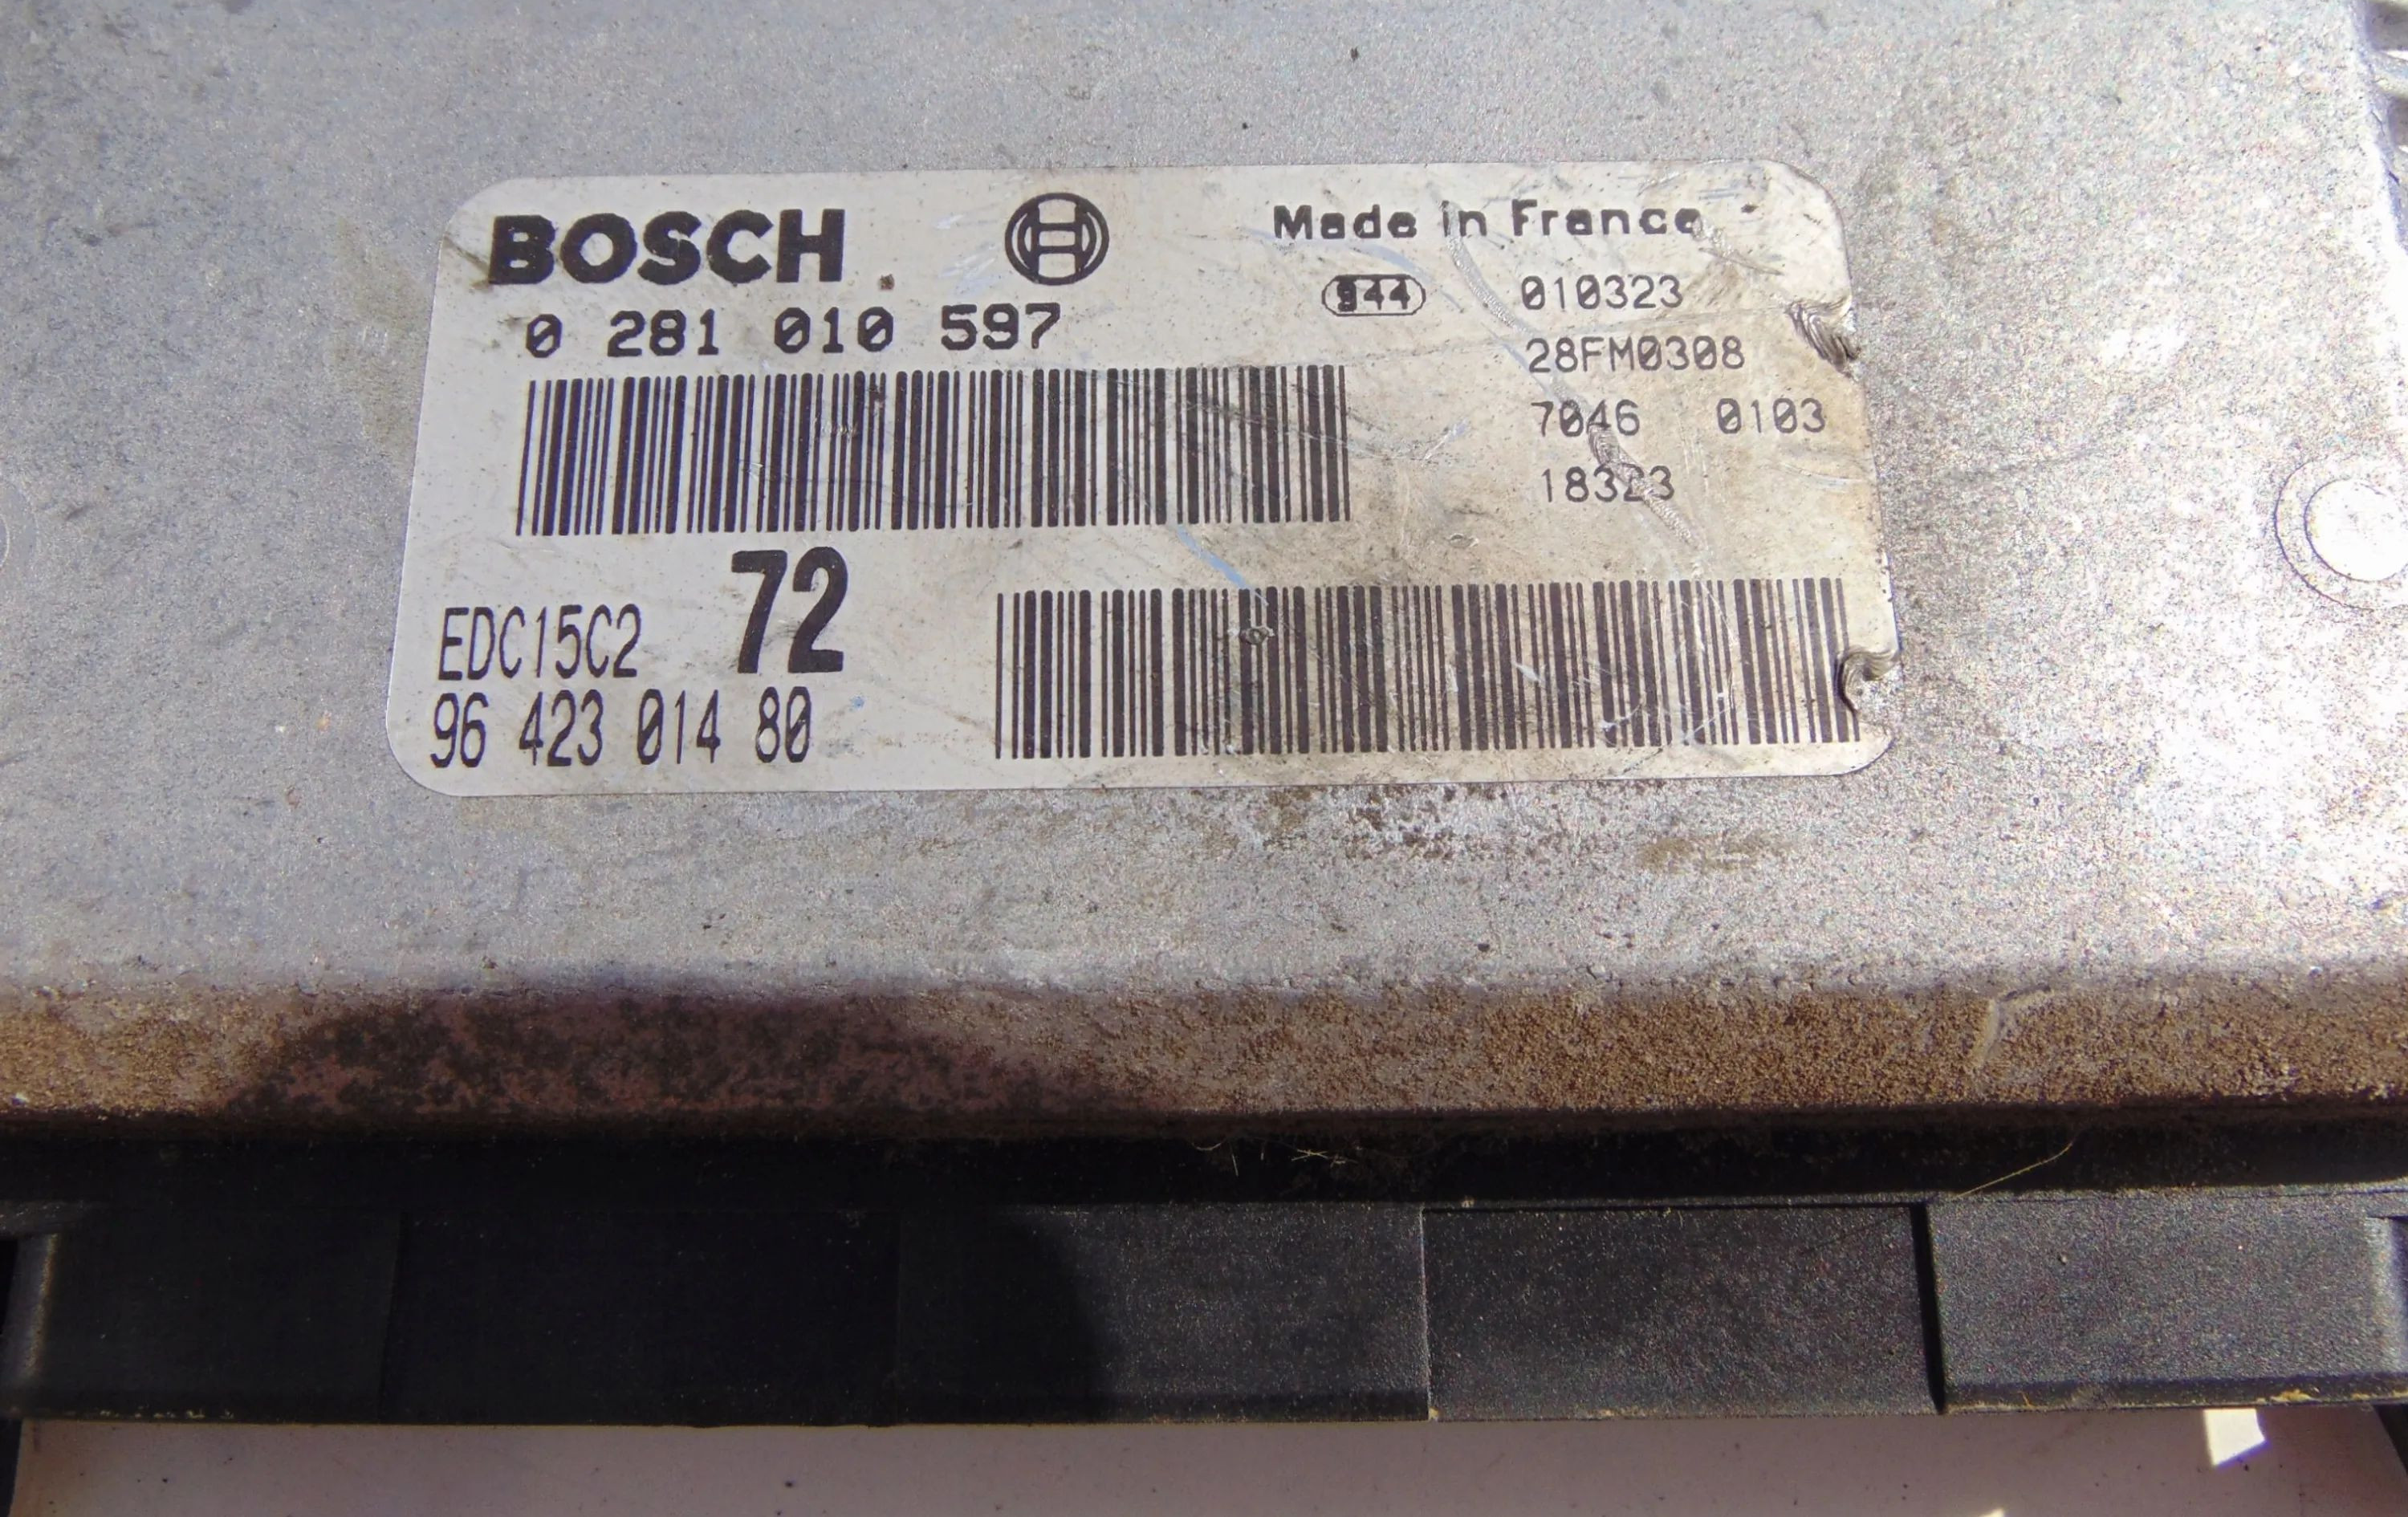 BOSCH
Made in France
0 281 010 597
944 010323
28FM0308
7046 0103
18323
72
EDC15C2
96 423 014 80